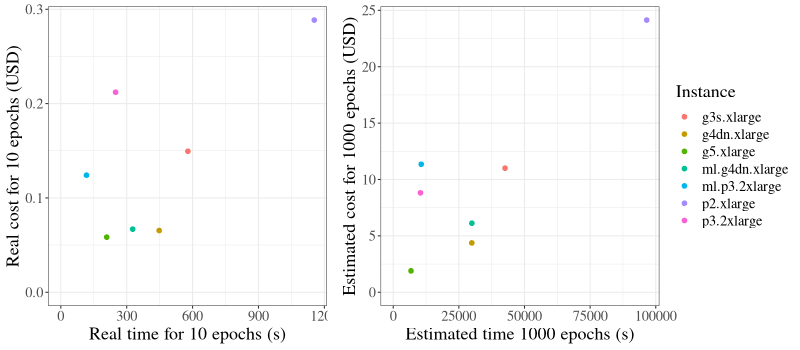 Real cost for 10 epochs (USD)
0.3
0.2
0.1
0.0
0
300
600
900
120
Real time for 10 epochs (s)
Estimated cost for 1000 epochs (USD)
25
20
15
10
5
0
0
25000
50000
75000
100000
Estimated time 1000 epochs (s)
Instance
g3s.xlarge
g4dn.xlarge
g5.xlarge
ml.g4dn.xlarge
ml.p3.2xlarge
p2.xlarge
p3.2xlarge